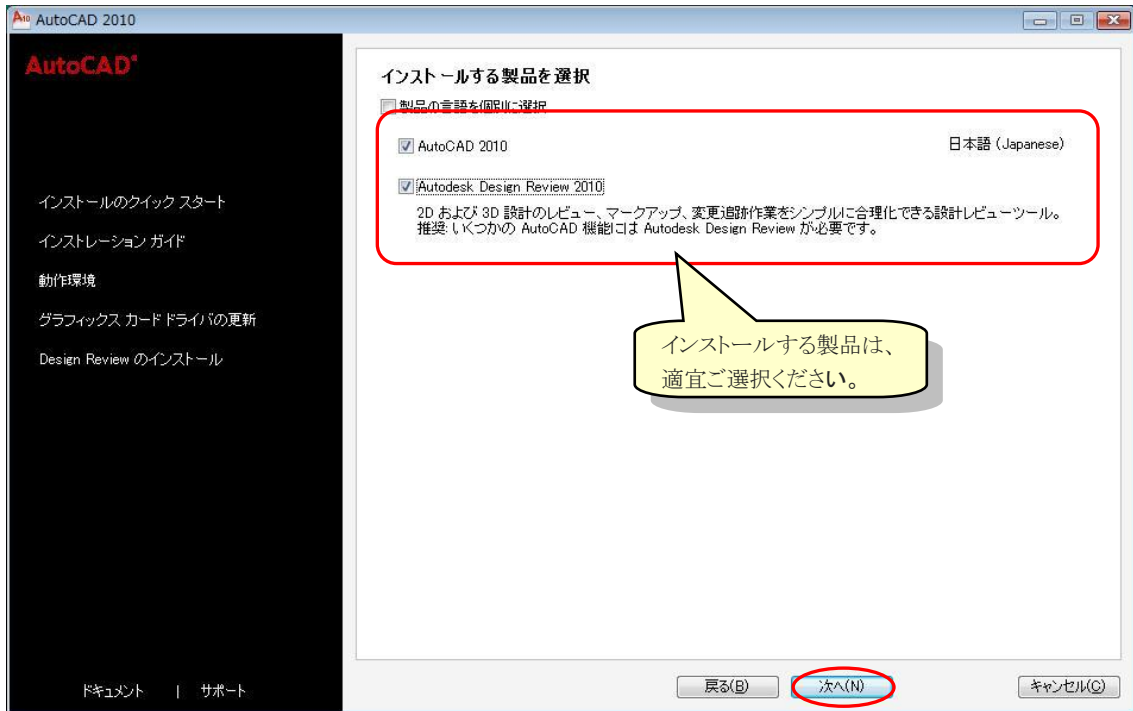 AutoCAD 2010
AutoCAD®
インストールのクイック スタート
インストレーション ガイド
動作環境
グラフィックス カード ドライバの更新
Design Review のインストール
ドキュメント | サポート
インストールする製品を選択
製品の言語を個別に選択
AutoCAD 2010 日本語 (Japanese)
Autodesk Design Review 2010
2D および 3D 設計のレビュー、マークアップ、変更追跡作業をシンプルに合理化できる設計レビューツール。
推奨: いくつかの AutoCAD 機能には Autodesk Design Review が必要です。
インストールする製品は、
適宜ご選択ください。
戻る(B) 次へ(N) キャンセル(C)